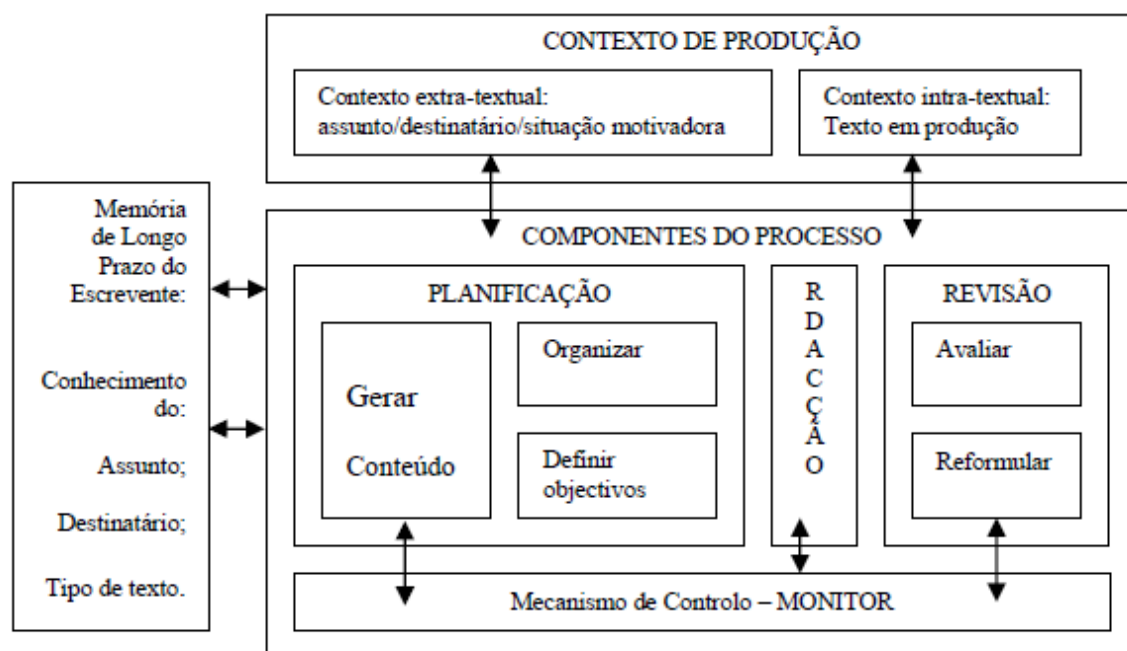 CONTEXTO DE PRODUÇÃO
Contexto extra-textual:
assunto/destinatário/situação motivadora
Contexto intra-textual:
Texto em produção
Memória
de Longo
Prazo do
Escrevente:
Conhecimento
do:
Assunto;
Destinatário;
Tipo de texto.
COMPONENTES DO PROCESSO
PLANIFICAÇÃO
Gerar
Conteúdo
Organizar
Definir
objectivos
R
D
A
C
Ç
Ã
O
REVISÃO
Avaliar
Reformular
Mecanismo de Controlo – MONITOR